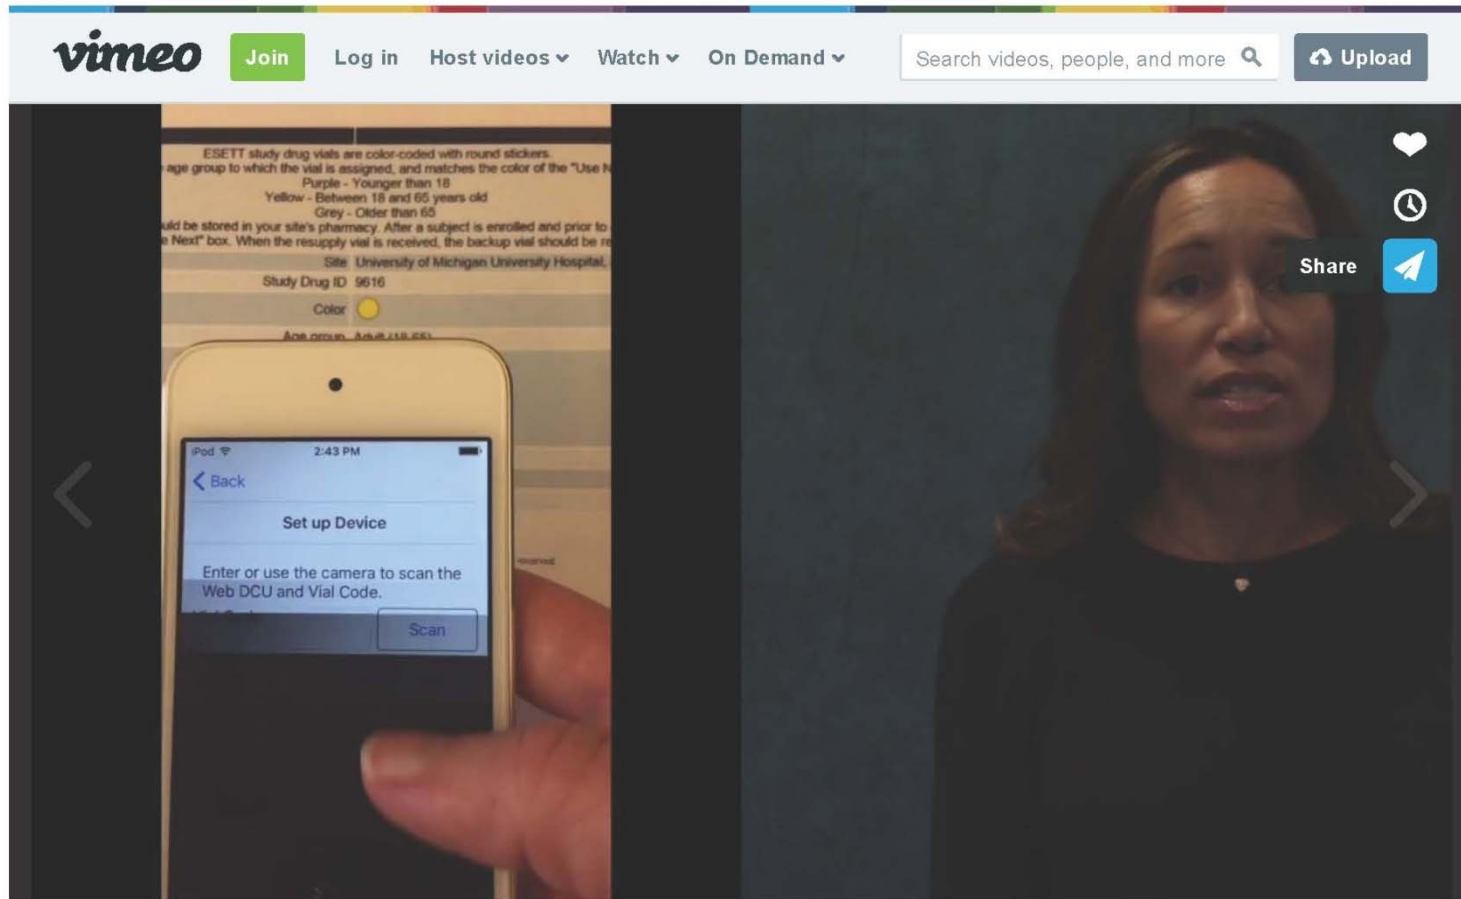 vimeo
Join
Log in
Host videos
Watch
On Demand
Search videos, people, and more
Upload
ESETT study drug vials are color-coded with round stickers.
age group to which the vial is assigned, and matches the color of the "Use N
Purple - Younger than 18
Yellow - Between 18 and 65 years old
Grey - Older than 65
uld be stored in your site's pharmacy. After a subject is enrolled and prior to
e Next" box. When the resupply vial is received, the backup vial should be re
Site University of Michigan University Hospital,
Study Drug ID 9616
Color
Age group Adult (18-65)
iPod 2:43 PM
Back
Set up Device
Enter or use the camera to scan the
Web DCU and Vial Code.
Scan
Share